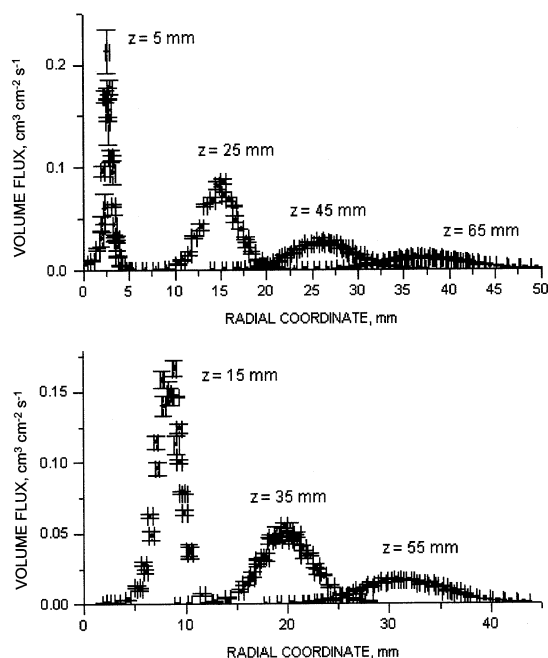 z = 5 mm
0.2
z = 25 mm
0.1
z = 45 mm
z = 65 mm
0.0
VOLUME FLUX, cm³ cm⁻² s⁻¹
0 5 10 15 20 25 30 35 40 45 50
RADIAL COORDINATE, mm
z = 15 mm
0.15
0.10
z = 35 mm
0.05
z = 55 mm
0.00
VOLUME FLUX, cm³ cm⁻² s⁻¹
0 10 20 30 40
RADIAL COORDINATE, mm